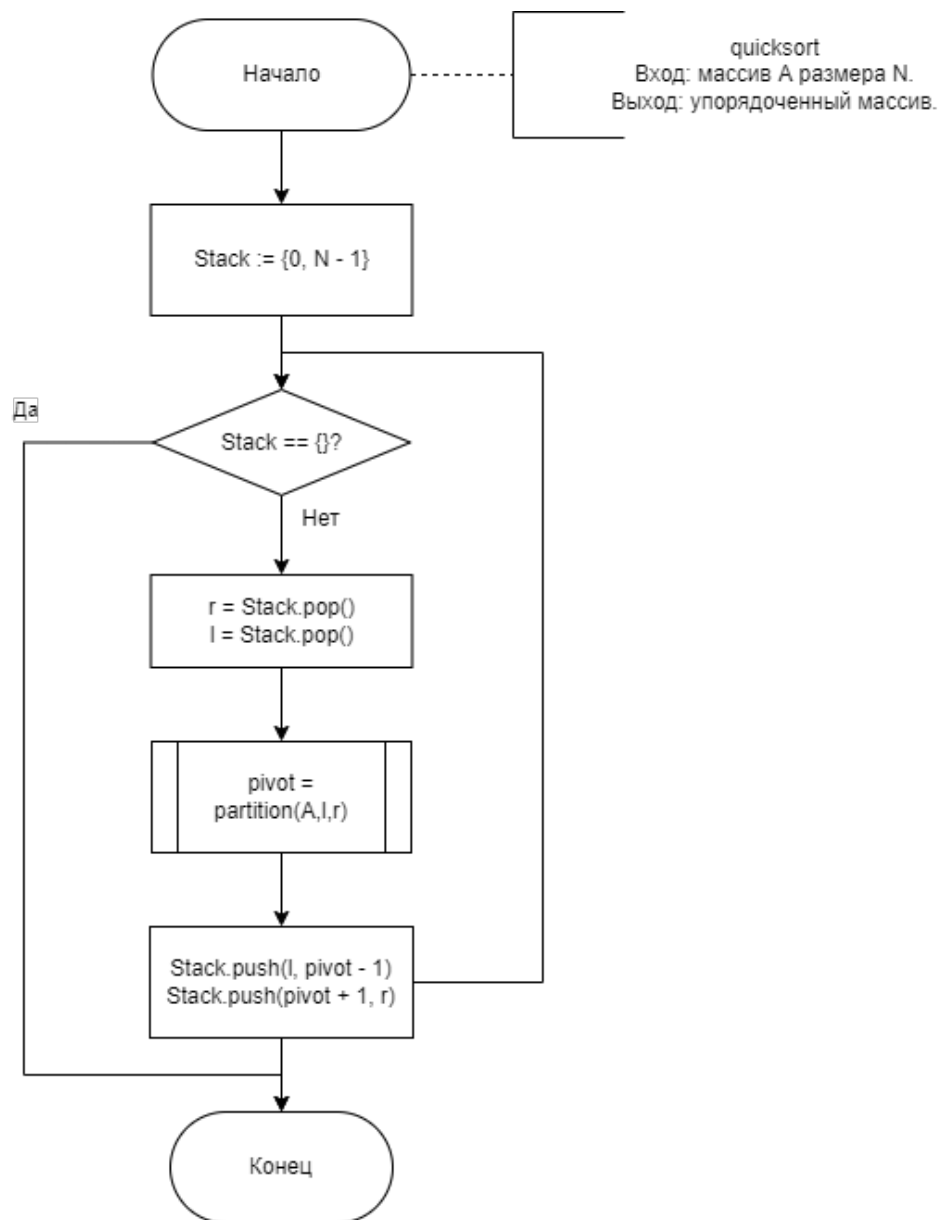 Начало
quicksort
Вход: массив A размера N.
Выход: упорядоченный массив.
Stack := {0, N - 1}
Да
Stack == {}?
Нет
r = Stack.pop()
l = Stack.pop()
pivot =
partition(A,l,r)
Stack.push(l, pivot - 1)
Stack.push(pivot + 1, r)
Конец